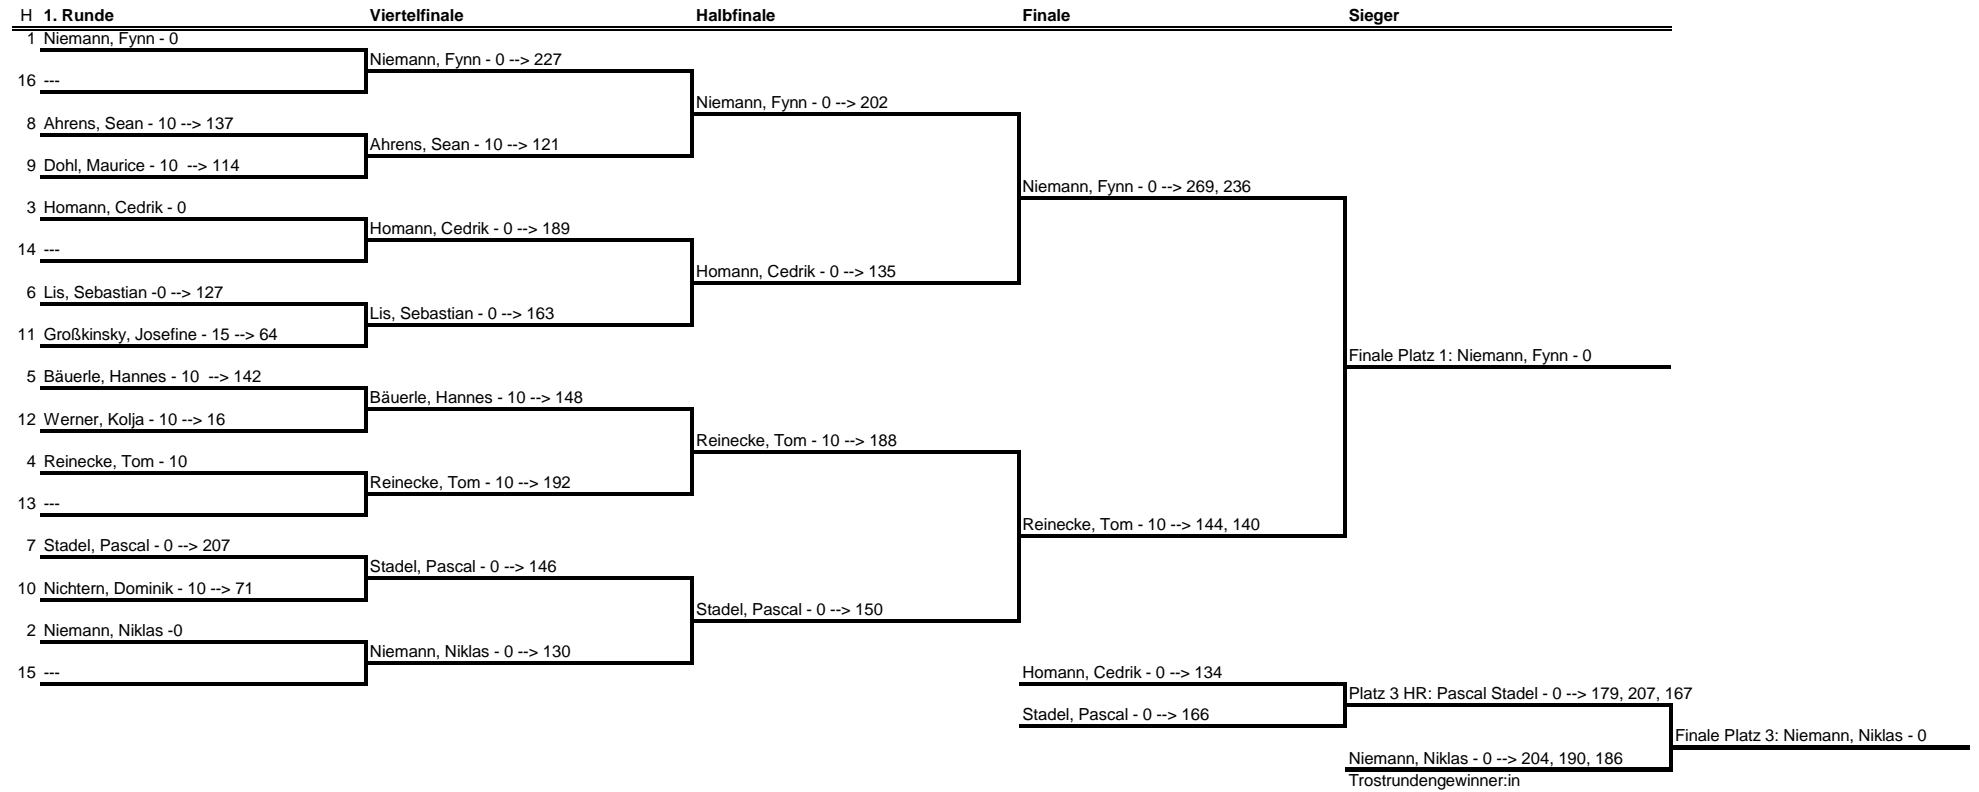 H 1. Runde Viertelfinale Halbfinale Finale Sieger
1 Niemann, Fynn - 0
Niemann, Fynn - 0 --> 227
16 ---
Niemann, Fynn - 0 --> 202
8 Ahrens, Sean - 10 --> 137
Ahrens, Sean - 10 --> 121
9 Dohl, Maurice - 10  --> 114
Niemann, Fynn - 0 --> 269, 236
3 Homann, Cedrik - 0
Homann, Cedrik - 0 --> 189
14 ---
Homann, Cedrik - 0 --> 135
6 Lis, Sebastian -0 --> 127
Lis, Sebastian - 0 --> 163
11 Großkinsky, Josefine - 15 --> 64
Finale Platz 1: Niemann, Fynn - 0
5 Bäuerle, Hannes - 10  --> 142
Bäuerle, Hannes - 10 --> 148
12 Werner, Kolja - 10 --> 16
Reinecke, Tom - 10 --> 188
4 Reinecke, Tom - 10
Reinecke, Tom - 10 --> 192
13 ---
Reinecke, Tom - 10 --> 144, 140
7 Stadel, Pascal - 0 --> 207
Stadel, Pascal - 0 --> 146
10 Nichtern, Dominik - 10 --> 71
Stadel, Pascal - 0 --> 150
2 Niemann, Niklas -0
Niemann, Niklas - 0 --> 130
15 ---
Homann, Cedrik - 0 --> 134
Platz 3 HR: Pascal Stadel - 0 --> 179, 207, 167
Stadel, Pascal - 0 --> 166
Finale Platz 3: Niemann, Niklas - 0
Niemann, Niklas - 0 --> 204, 190, 186
Trostrundengewinner:in